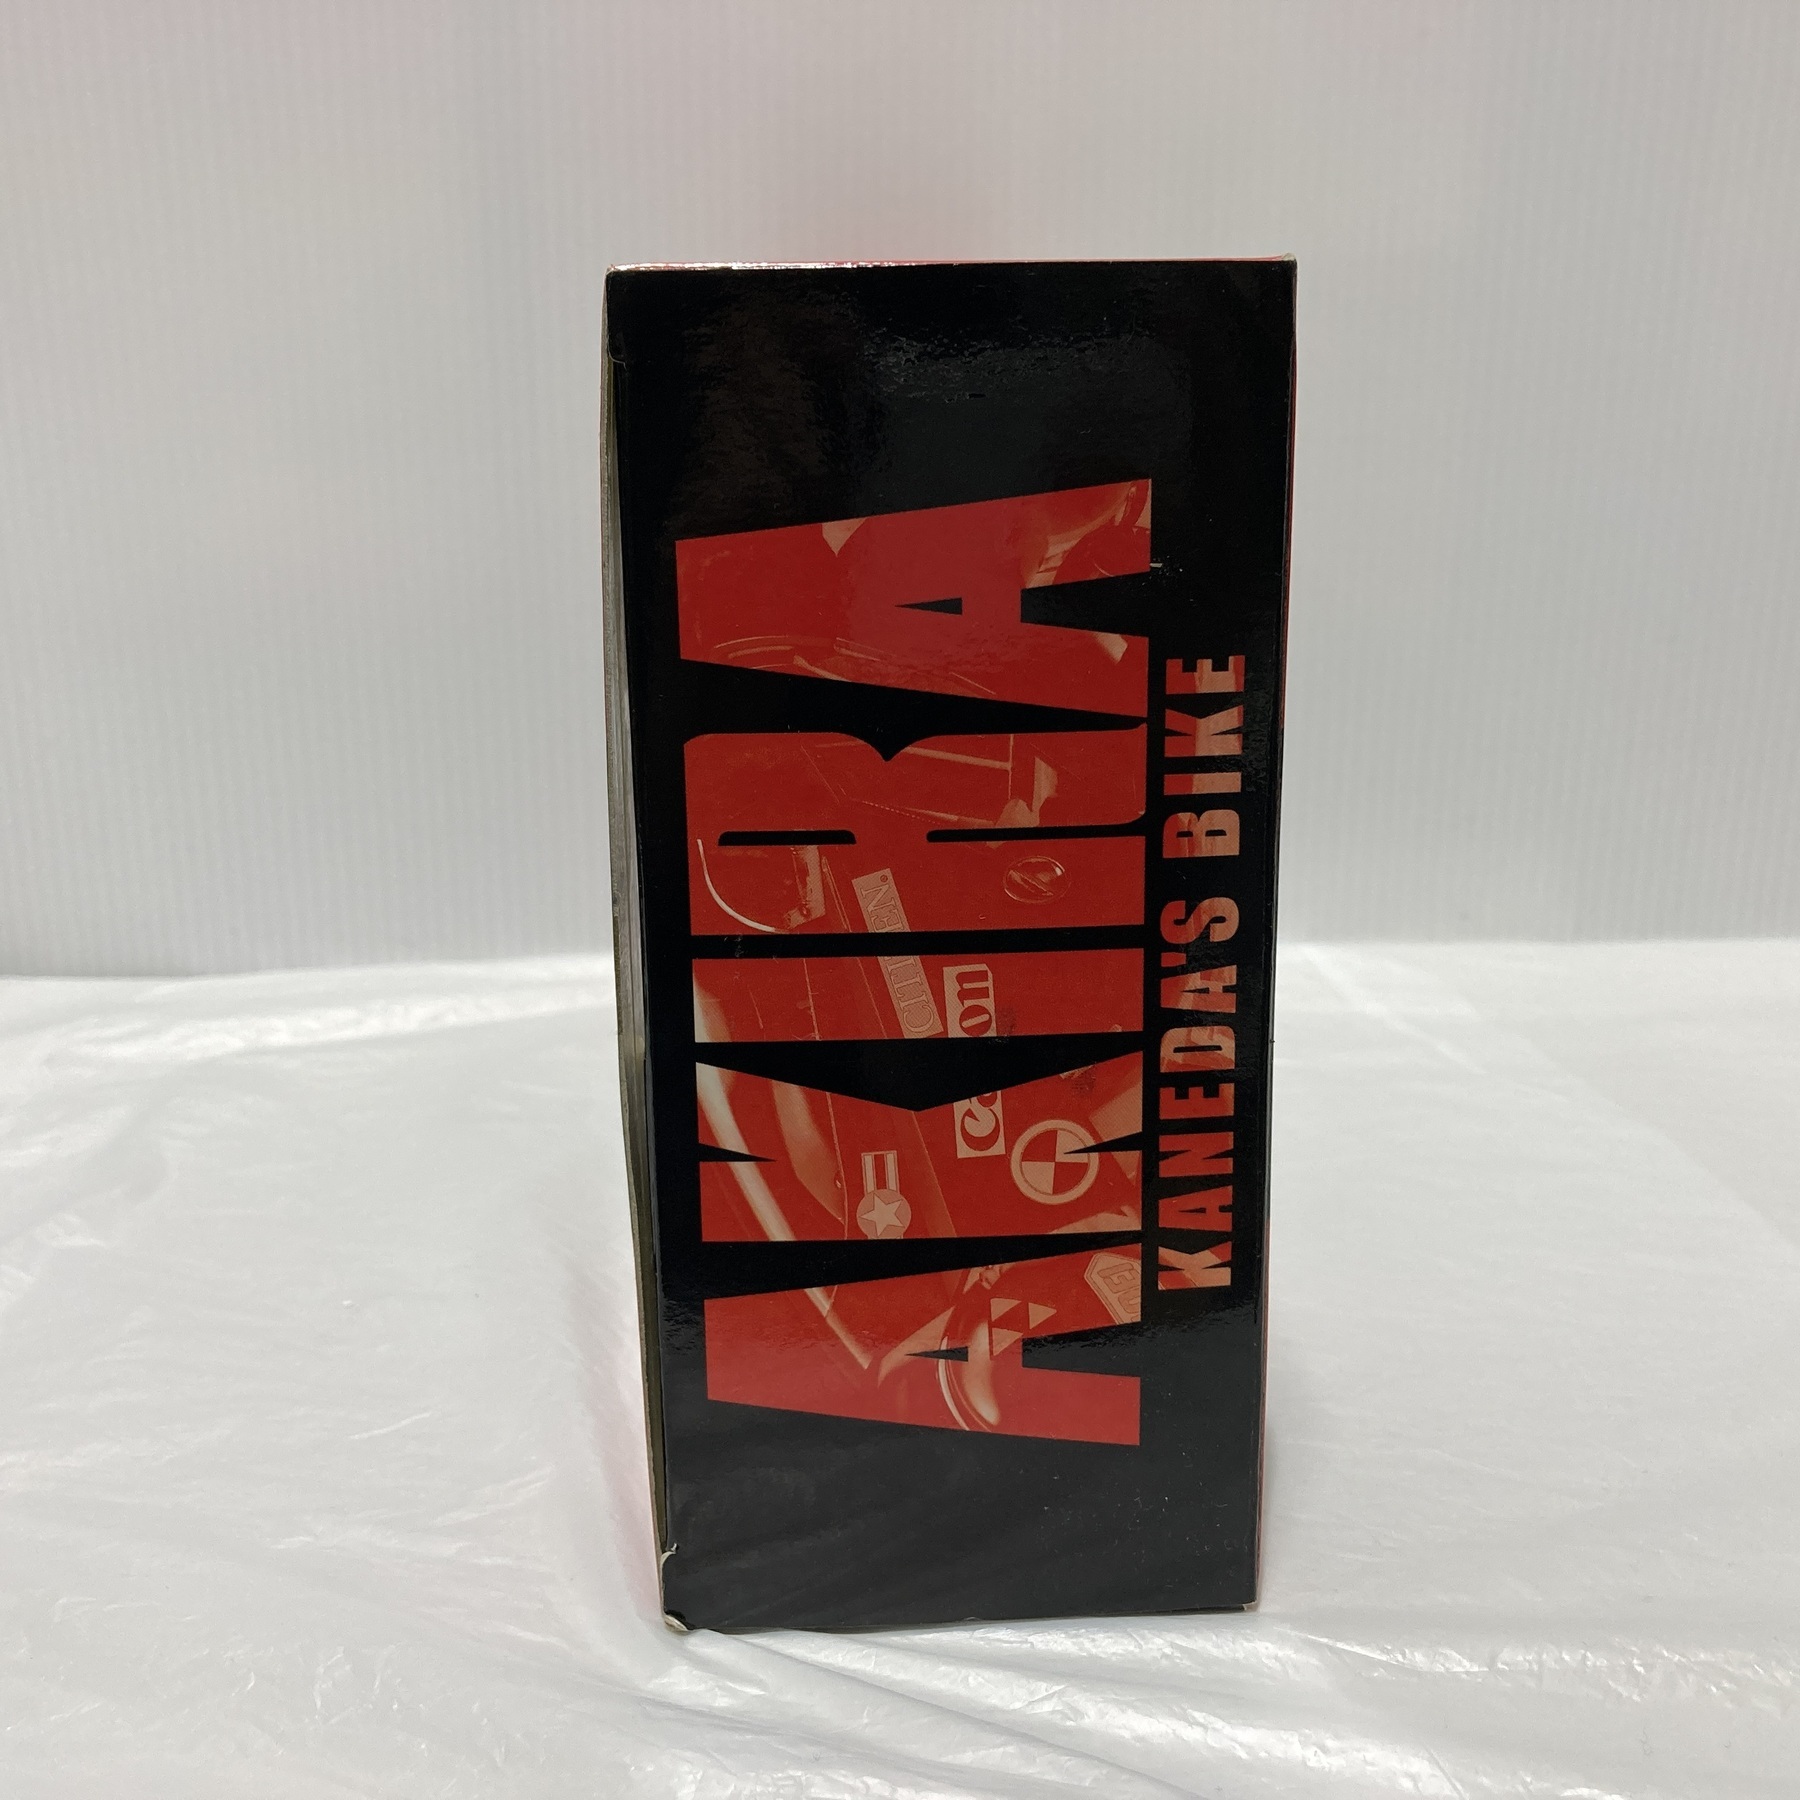 AKIRA
KANEDA'S BIKE
CITIZEN®
Canon